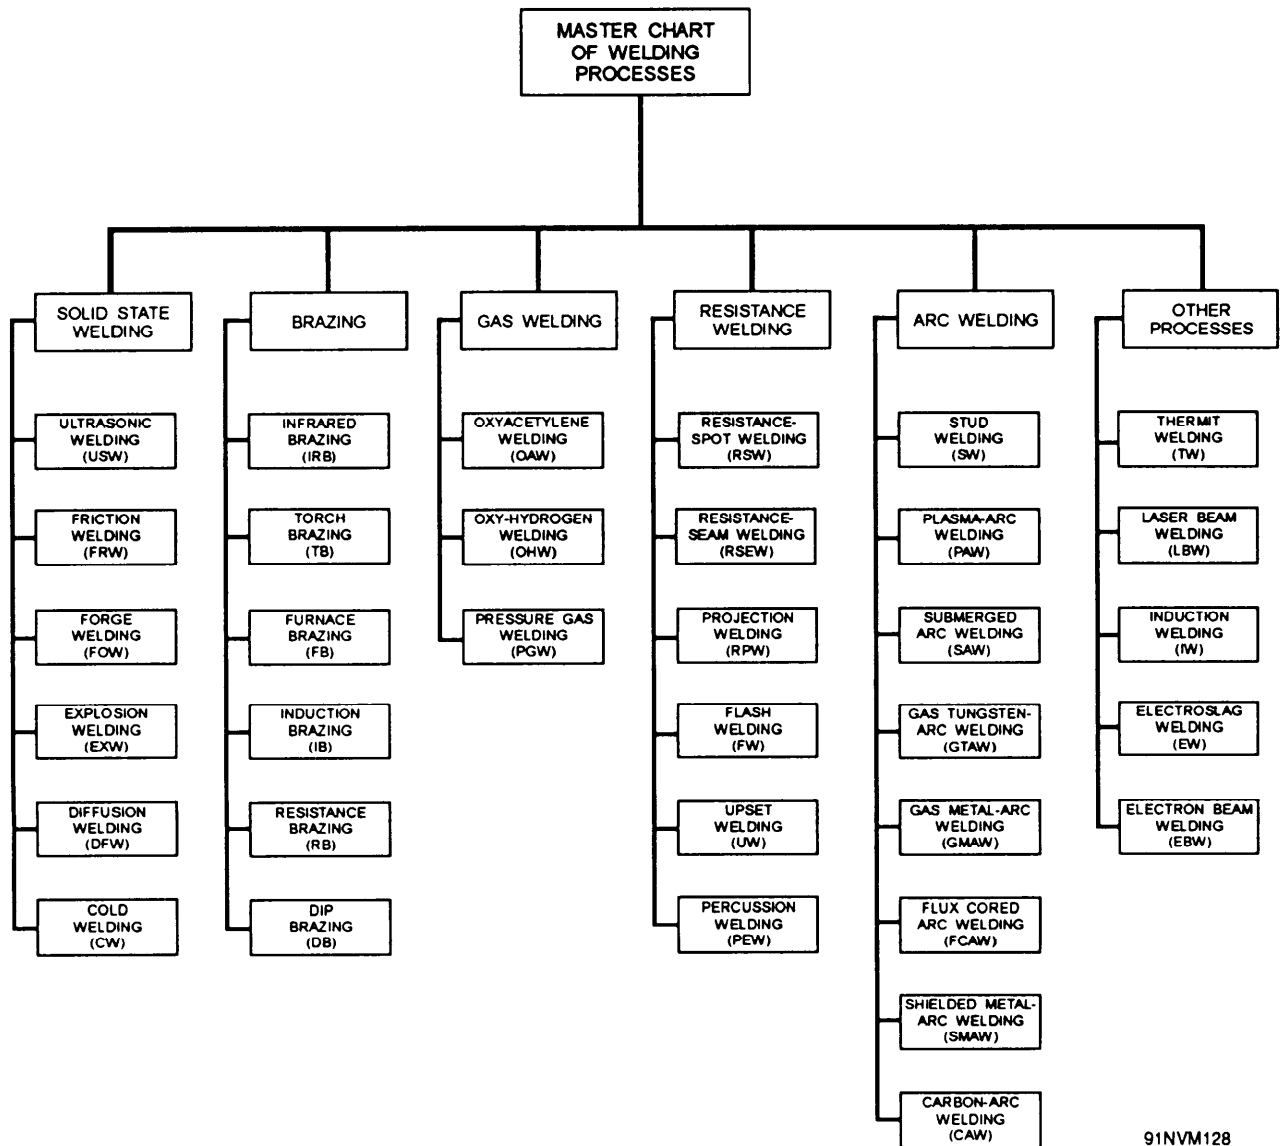 MASTER CHART
OF WELDING
PROCESSES
SOLID STATE
WELDING
ULTRASONIC
WELDING
(USW)
FRICTION
WELDING
(FRW)
FORGE
WELDING
(FOW)
EXPLOSION
WELDING
(EXW)
DIFFUSION
WELDING
(DFW)
COLD
WELDING
(CW)
BRAZING
INFRARED
BRAZING
(IRB)
TORCH
BRAZING
(TB)
FURNACE
BRAZING
(FB)
INDUCTION
BRAZING
(IB)
RESISTANCE
BRAZING
(RB)
DIP
BRAZING
(DB)
GAS WELDING
OXYACETYLENE
WELDING
(OAW)
OXY-HYDROGEN
WELDING
(OHW)
PRESSURE GAS
WELDING
(PGW)
RESISTANCE
WELDING
RESISTANCE-
SPOT WELDING
(RSW)
RESISTANCE-
SEAM WELDING
(RSEW)
PROJECTION
WELDING
(RPW)
FLASH
WELDING
(FW)
UPSET
WELDING
(UW)
PERCUSSION
WELDING
(PEW)
ARC WELDING
STUD
WELDING
(SW)
PLASMA-ARC
WELDING
(PAW)
SUBMERGED
ARC WELDING
(SAW)
GAS TUNGSTEN-
ARC WELDING
(GTAW)
GAS METAL-ARC
WELDING
(GMAW)
FLUX CORED
ARC WELDING
(FCAW)
SHIELDED METAL-
ARC WELDING
(SMAW)
CARBON-ARC
WELDING
(CAW)
OTHER
PROCESSES
THERMIT
WELDING
(TW)
LASER BEAM
WELDING
(LBW)
INDUCTION
WELDING
(IW)
ELECTROSLAG
WELDING
(EW)
ELECTRON BEAM
WELDING
(EBW)
91NVM128